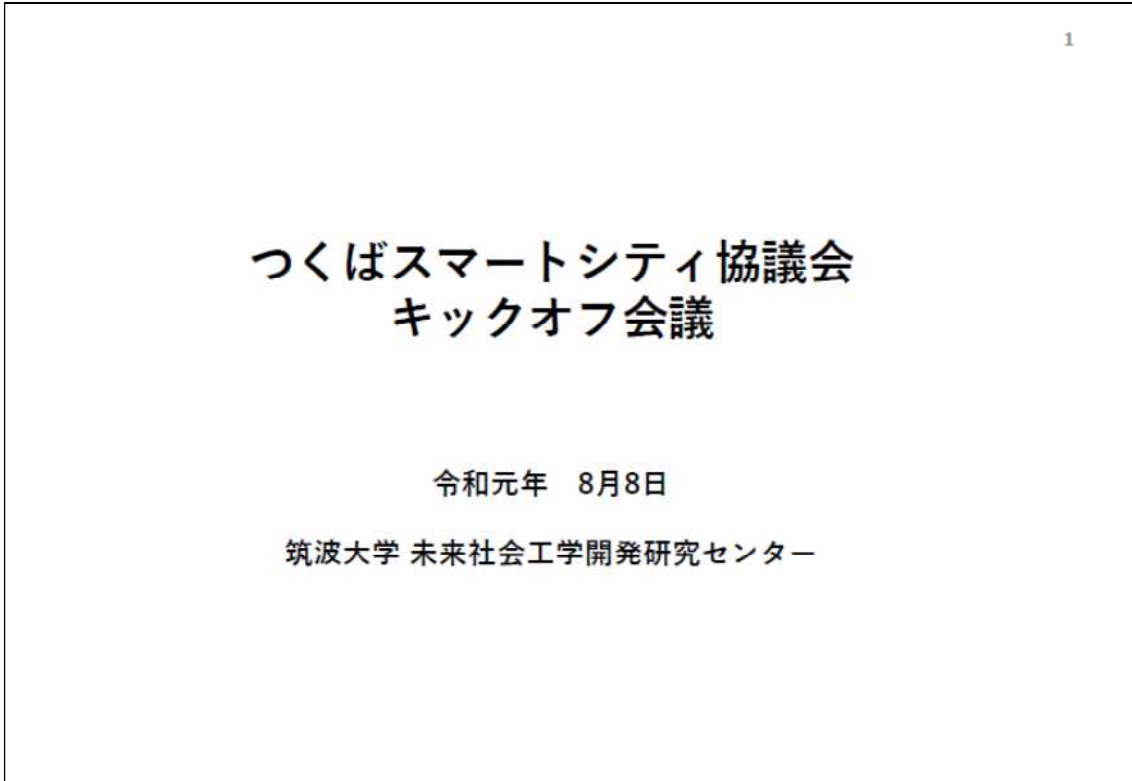 1
つくばスマートシティ協議会
キックオフ会議
令和元年　8月8日
筑波大学 未来社会工学開発研究センター